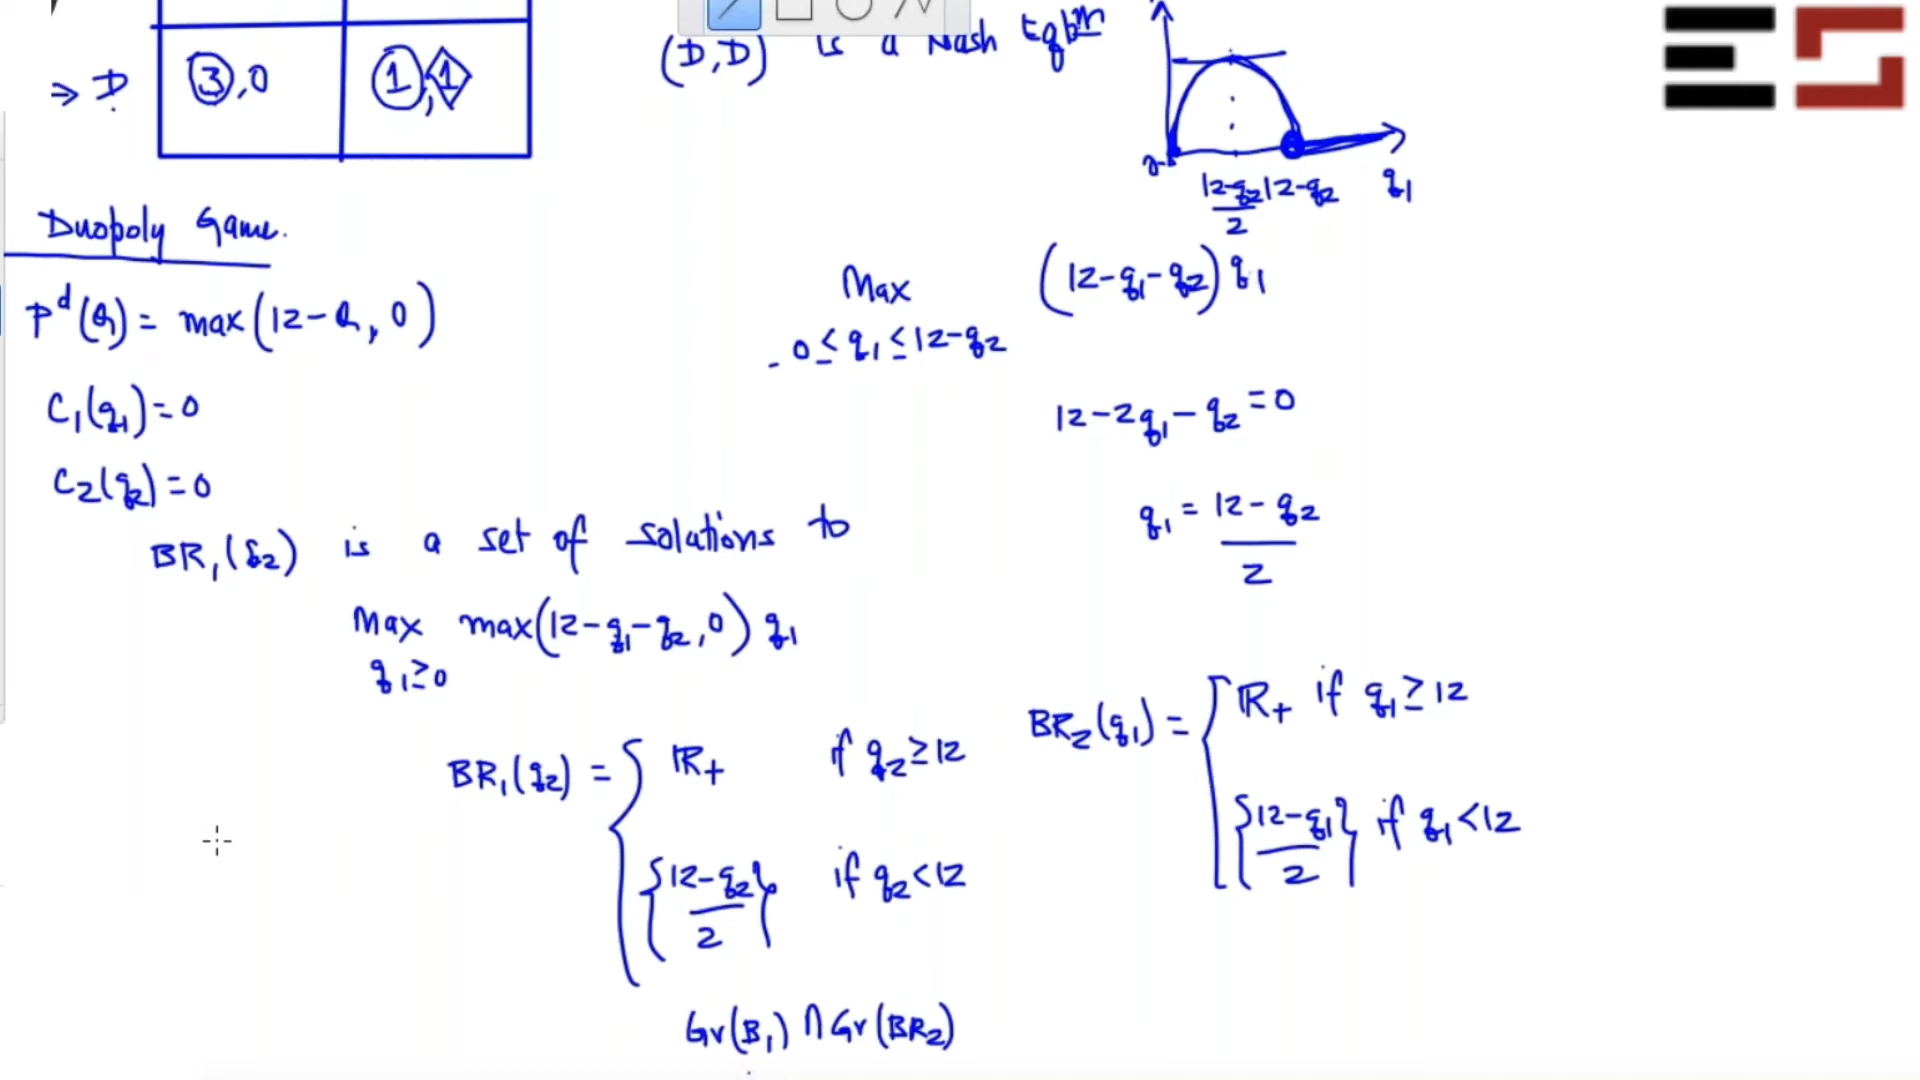 ⇒ D 3,0 1,1
(D,D) is a Nash Eqbm
12-q2/2 12-q2 q1
Duopoly Game.
P^d(Q) = max(12-Q, 0)
C1(q1)=0
C2(q2)=0
Max (12-q1-q2) q1
0≤q1≤12-q2
12-2q1-q2=0
q1 = 12-q2/2
BR1(q2) is a set of solutions to
Max max(12-q1-q2,0) q1
q1≥0
BR1(q2) = { R+ if q2≥12
{12-q2/2} if q2<12
BR2(q1) = { R+ if q1≥12
{12-q1/2} if q1<12
Gr(B1) ∩ Gr(BR2)
ES